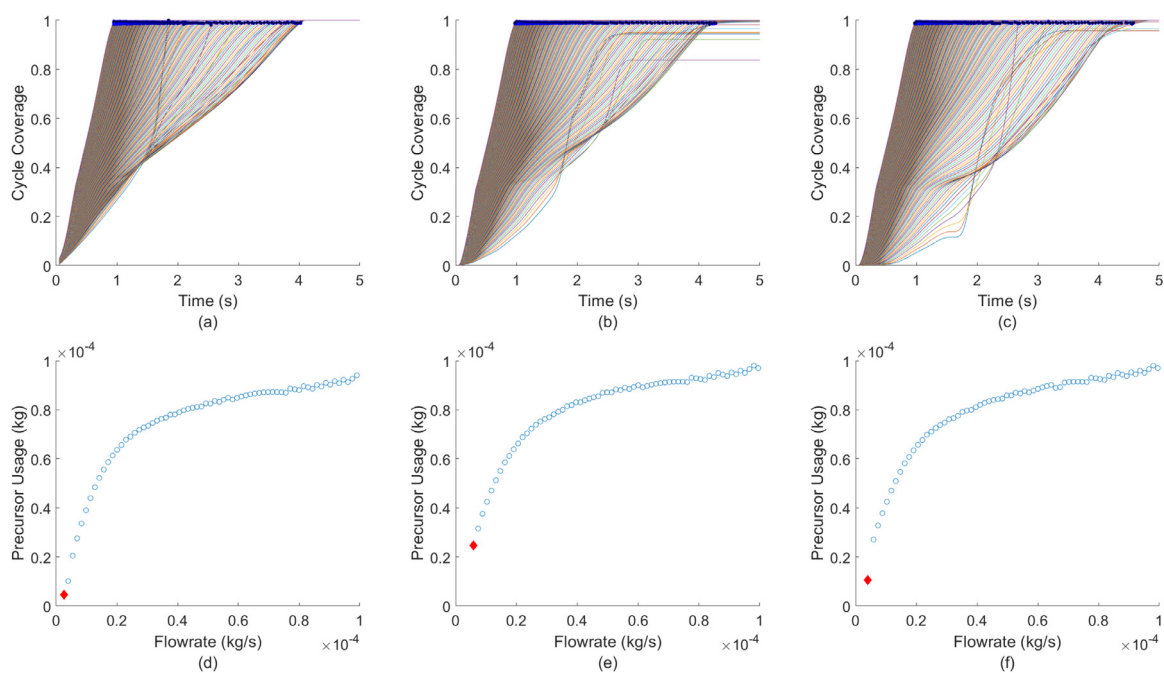 1 1 1
0.8 0.8 0.8
0.6 0.6 0.6
0.4 0.4 0.4
0.2 0.2 0.2
0 0 0
Cycle Coverage Cycle Coverage Cycle Coverage
0 1 2 3 4 5 0 1 2 3 4 5 0 1 2 3 4 5
Time (s) Time (s) Time (s)
(a) (b) (c)
×10⁻⁴ ×10⁻⁴ ×10⁻⁴
1 1 1
0.8 0.8 0.8
0.6 0.6 0.6
0.4 0.4 0.4
0.2 0.2 0.2
0 0 0
Precursor Usage (kg) Precursor Usage (kg) Precursor Usage (kg)
0 0.2 0.4 0.6 0.8 1 0 0.2 0.4 0.6 0.8 1 0 0.2 0.4 0.6 0.8 1
Flowrate (kg/s) ×10⁻⁴ Flowrate (kg/s) ×10⁻⁴ Flowrate (kg/s) ×10⁻⁴
(d) (e) (f)